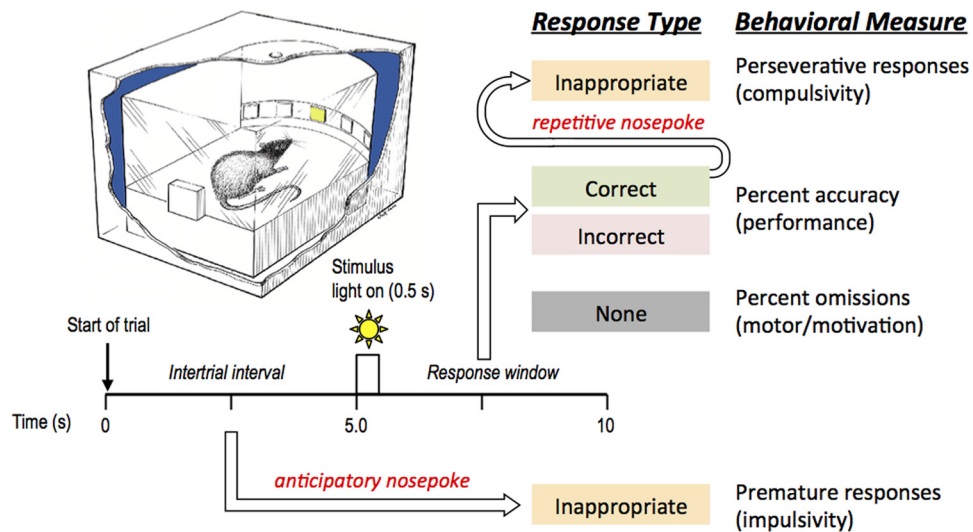 Response Type
Behavioral Measure
Inappropriate
Perseverative responses
(compulsivity)
repetitive nosepoke
Correct
Percent accuracy
(performance)
Incorrect
Stimulus
light on (0.5 s)
None
Percent omissions
(motor/motivation)
Start of trial
Intertrial interval
Response window
Time (s)
0
5.0
10
anticipatory nosepoke
Inappropriate
Premature responses
(impulsivity)